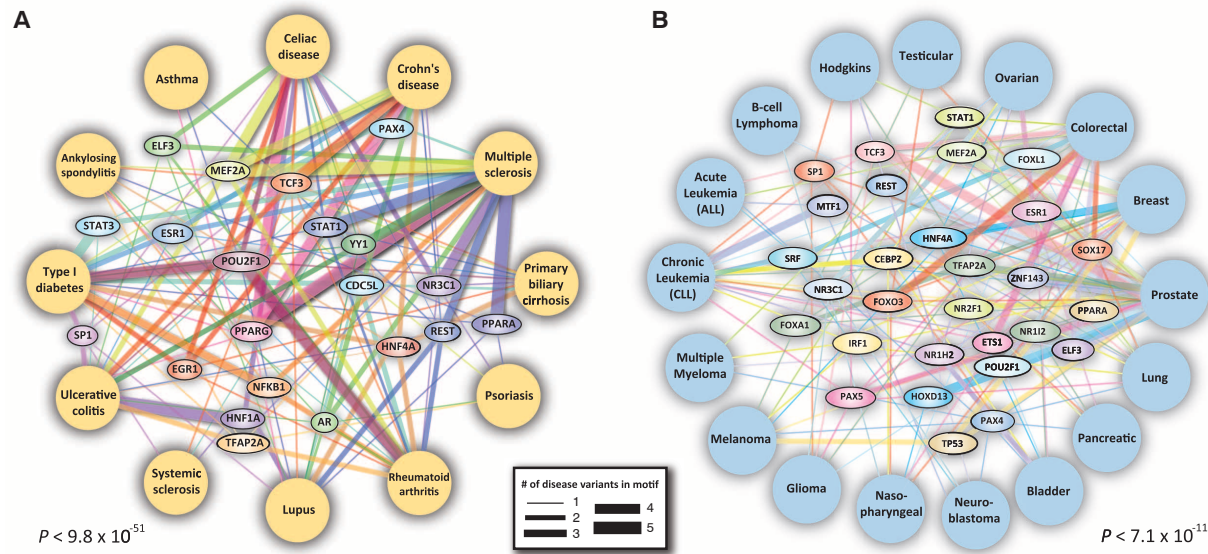 A
Celiac
disease
Asthma
Crohn's
disease
PAX4
ELF3
MEF2A
TCF3
Ankylosing
spondylitis
Multiple
sclerosis
STAT3
ESR1
STAT1
YY1
POU2F1
Type I
diabetes
CDC5L
NR3C1
Primary
biliary
cirrhosis
SP1
PPARG
REST
PPARA
HNF4A
EGR1
NFKB1
Ulcerative
colitis
HNF1A
AR
TFAP2A
Psoriasis
Systemic
sclerosis
Lupus
Rheumatoid
arthritis
P < 9.8 x 10-51
# of disease variants in motif
1
2
3
4
5
B
Testicular
Hodgkins
Ovarian
B-cell
Lymphoma
STAT1
Colorectal
TCF3
MEF2A
FOXL1
SP1
REST
Acute
Leukemia
(ALL)
MTF1
ESR1
Breast
HNF4A
SOX17
SRF
CEBPZ
TFAP2A
ZNF143
Chronic
Leukemia
(CLL)
NR3C1
FOXO3
NR2F1
PPARA
Prostate
FOXA1
IRF1
ETS1
NR1I2
NR1H2
ELF3
POU2F1
Multiple
Myeloma
Lung
PAX5
HOXD13
PAX4
TP53
Melanoma
Pancreatic
Glioma
Naso-
pharyngeal
Neuro-
blastoma
Bladder
P < 7.1 x 10-11